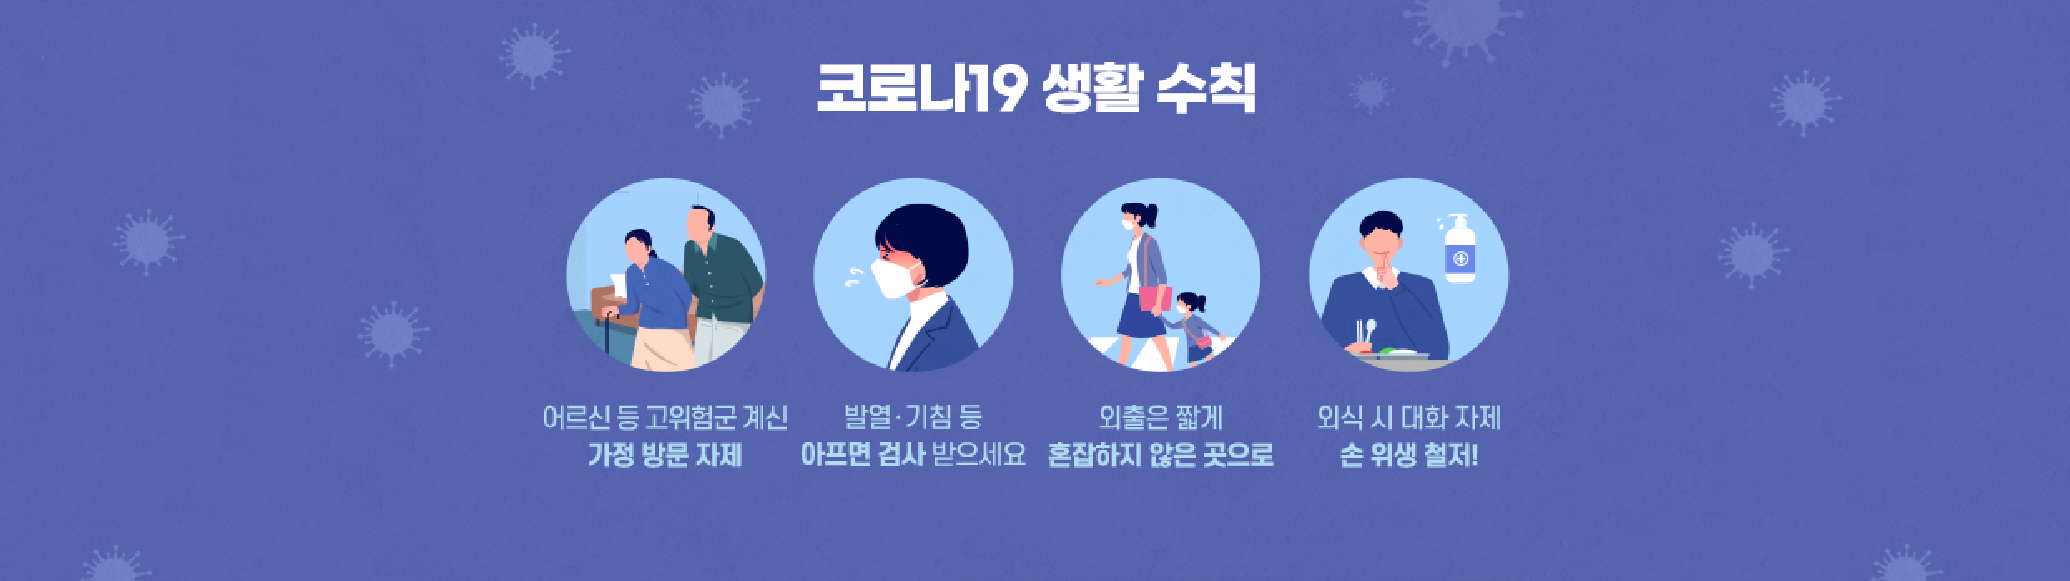 코로나19 생활 수칙
어르신 등 고위험군 계신
가정 방문 자제
발열·기침 등
아프면 검사 받으세요
외출은 짧게
혼잡하지 않은 곳으로
외식 시 대화 자제
손 위생 철저!